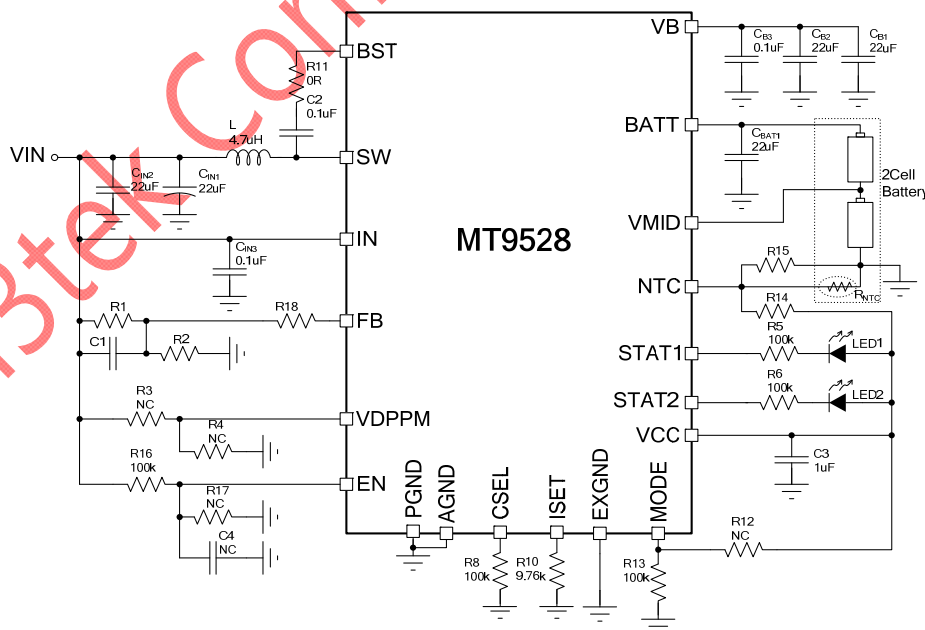 3tek Con
MT9528
BST
SW
IN
FB
VDPPM
EN
PGND
AGND
CSEL
ISET
EXGND
MODE
VB
BATT
VMID
NTC
STAT1
STAT2
VCC
VIN
R11
0R
C2
0.1uF
L
4.7uH
CIN2
22uF
CIN1
22uF
CIN3
0.1uF
R1
C1
R2
R18
R3
NC
R4
NC
R16
100k
R17
NC
C4
NC
R8
100k
R10
9.76k
R13
100k
R12
NC
CB3
0.1uF
CB2
22uF
CB1
22uF
CBAT1
22uF
2Cell
Battery
R15
RNTC
R14
R5
100k
LED1
R6
100k
LED2
C3
1uF